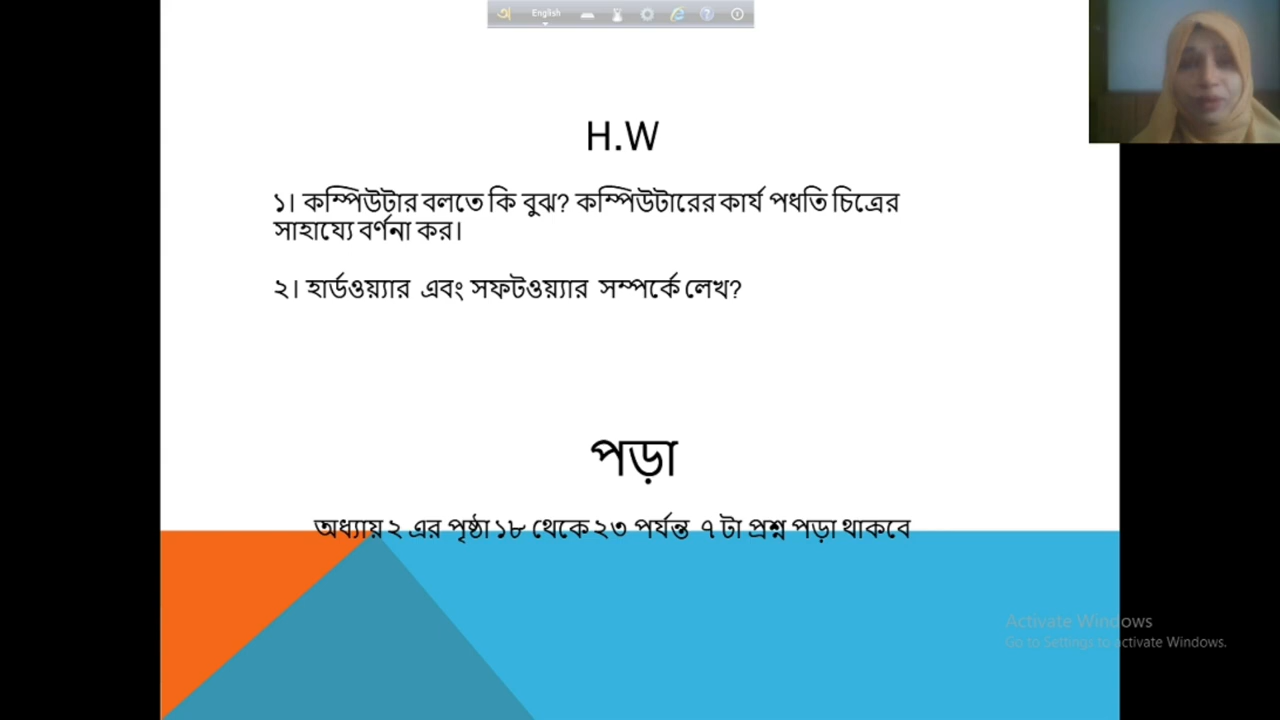 অ English
H.W
১। কম্পিউটার বলতে কি বুঝ? কম্পিউটারের কার্য পধতি চিত্রের
সাহায্যে বর্ণনা কর।
২। হার্ডওয়্যার এবং সফটওয়্যার সম্পর্কে লেখ?
পড়া
অধ্যায় ২ এর পৃষ্ঠা ১৮ থেকে ২৩ পর্যন্ত ৭ টা প্রশ্ন পড়া থাকবে
Activate Windows
Go to Settings to activate Windows.